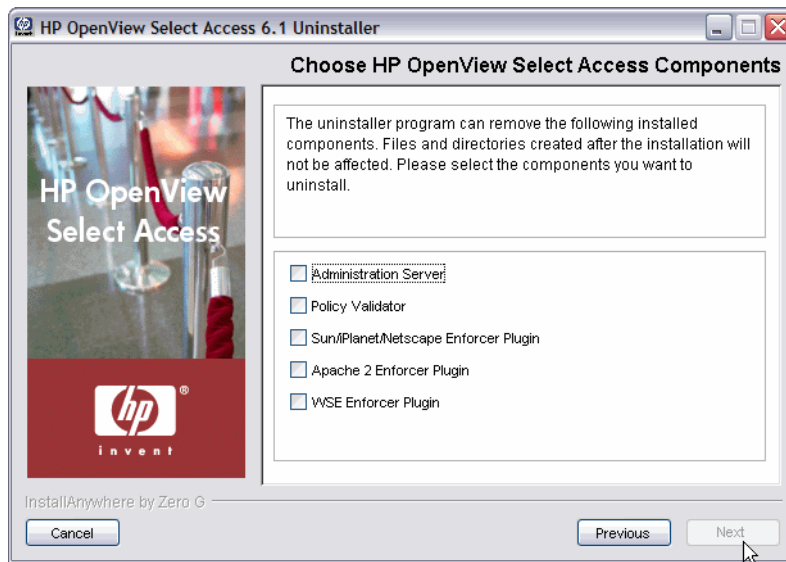 HP OpenView Select Access 6.1 Uninstaller
Choose HP OpenView Select Access Components
HP OpenView
Select Access
hp
®
invent
The uninstaller program can remove the following installed
components. Files and directories created after the installation will
not be affected. Please select the components you want to
uninstall.
Administration Server
Policy Validator
Sun/iPlanet/Netscape Enforcer Plugin
Apache 2 Enforcer Plugin
WSE Enforcer Plugin
InstallAnywhere by Zero G
Cancel
Previous
Next